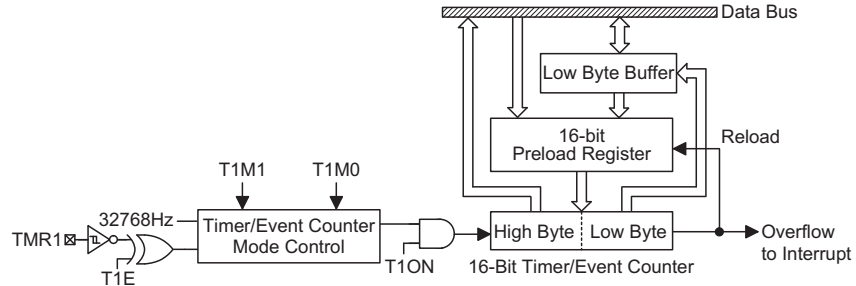 Data Bus
Low Byte Buffer
16-bit
Preload Register
Reload
T1M1
T1M0
32768Hz
Timer/Event Counter
Mode Control
TMR1
T1E
T1ON
High Byte
Low Byte
16-Bit Timer/Event Counter
Overflow
to Interrupt